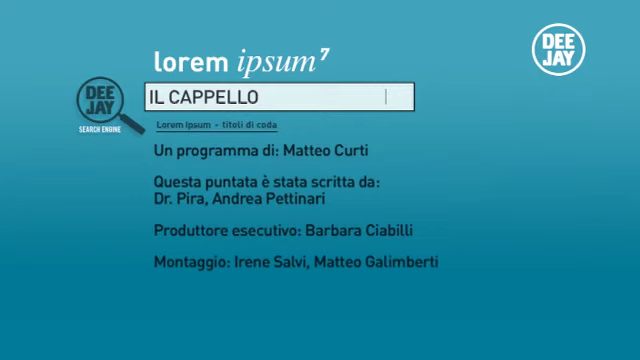 lorem ipsum⁷
DEE
JAY
DEE
JAY
SEARCH ENGINE
IL CAPPELLO
Lorem Ipsum - titoli di coda
Un programma di: Matteo Curti
Questa puntata è stata scritta da:
Dr. Pira, Andrea Pettinari
Produttore esecutivo: Barbara Ciabilli
Montaggio: Irene Salvi, Matteo Galimberti